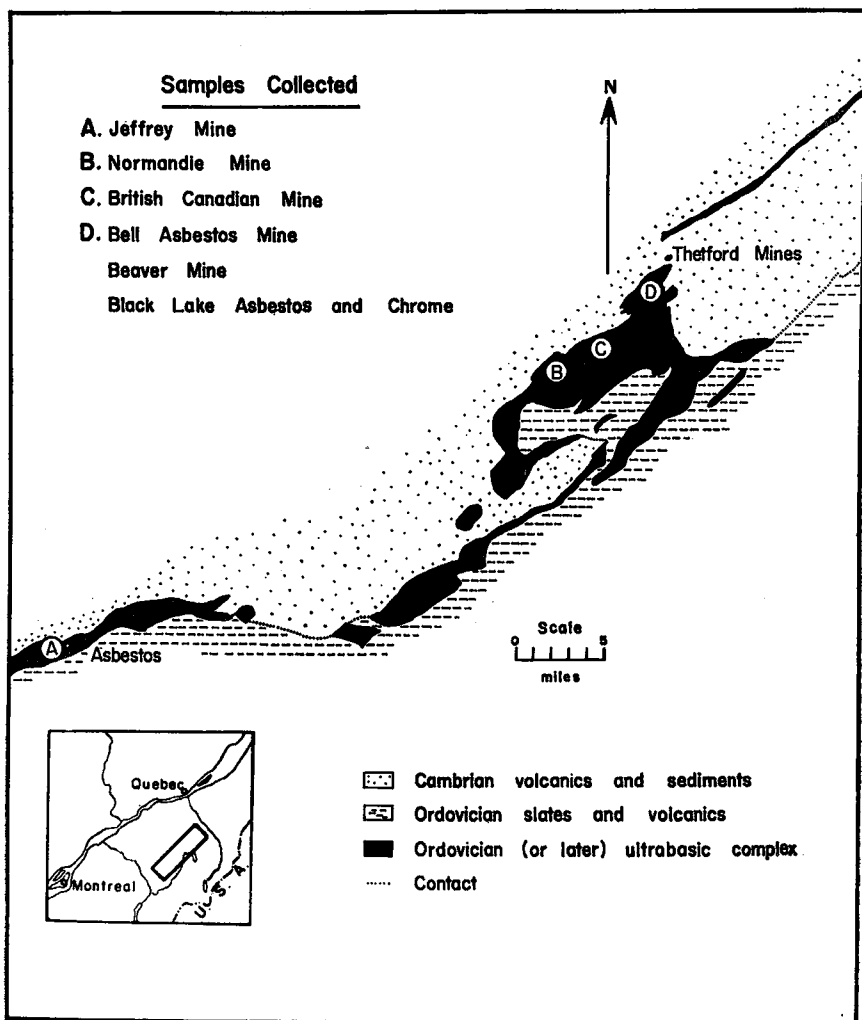 Samples Collected
A. Jeffrey Mine
B. Normandie Mine
C. British Canadian Mine
D. Bell Asbestos Mine
Beaver Mine
Black Lake Asbestos and Chrome
N
Thetford Mines
D
C
B
A
Asbestos
Scale
0 5
miles
Quebec
Montreal
U. S. A.
Cambrian volcanics and sediments
Ordovician slates and volcanics
Ordovician (or later) ultrabasic complex
Contact